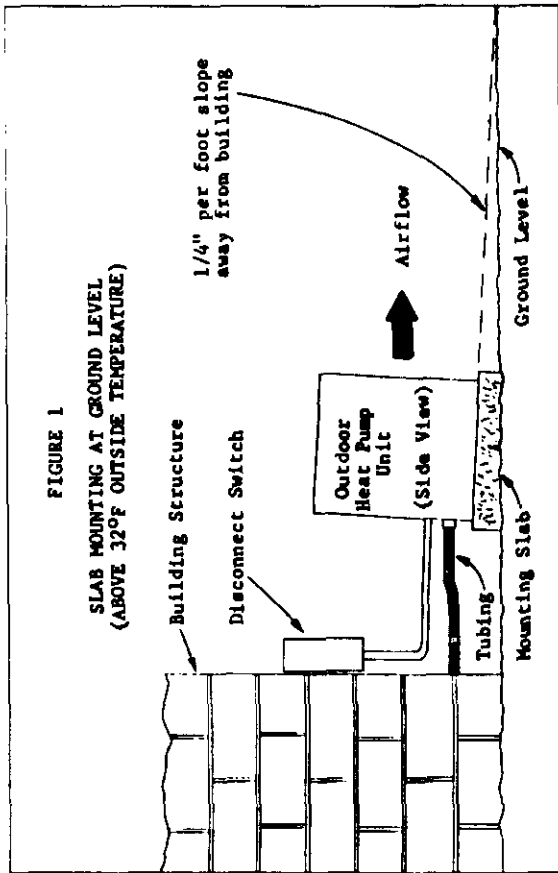 FIGURE 1
SLAB MOUNTING AT GROUND LEVEL
(ABOVE 32°F OUTSIDE TEMPERATURE)
Building Structure
Disconnect Switch
1/4" per foot slope
away from building
Airflow
Outdoor
Heat Pump
Unit
(Side View)
Tubing
Mounting Slab
Ground Level